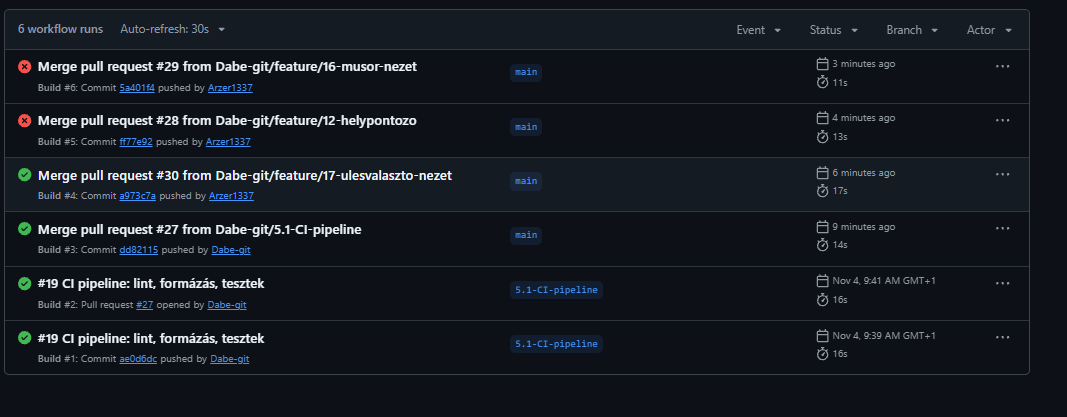 6 workflow runs Auto-refresh: 30s Event Status Branch Actor
Merge pull request #29 from Dabe-git/feature/16-musor-nezet main 3 minutes ago
Build #6: Commit 5a401f4 pushed by Arzer1337 11s
Merge pull request #28 from Dabe-git/feature/12-helypontozo main 4 minutes ago
Build #5: Commit ff77e92 pushed by Arzer1337 13s
Merge pull request #30 from Dabe-git/feature/17-ulesvalaszto-nezet main 6 minutes ago
Build #4: Commit a973c7a pushed by Arzer1337 17s
Merge pull request #27 from Dabe-git/5.1-CI-pipeline main 9 minutes ago
Build #3: Commit dd82115 pushed by Dabe-git 14s
#19 CI pipeline: lint, formázás, tesztek 5.1-CI-pipeline Nov 4, 9:41 AM GMT+1
Build #2: Pull request #27 opened by Dabe-git 16s
#19 CI pipeline: lint, formázás, tesztek 5.1-CI-pipeline Nov 4, 9:39 AM GMT+1
Build #1: Commit ae0d6dc pushed by Dabe-git 16s